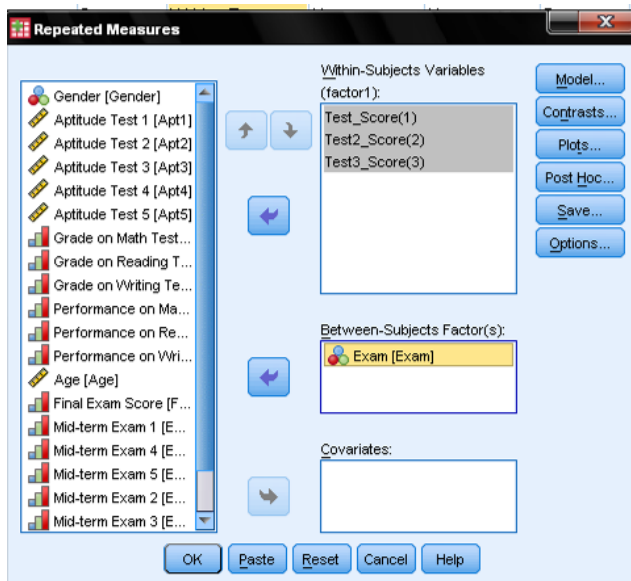 Repeated Measures
Gender [Gender]
Aptitude Test 1 [Apt1]
Aptitude Test 2 [Apt2]
Aptitude Test 3 [Apt3]
Aptitude Test 4 [Apt4]
Aptitude Test 5 [Apt5]
Grade on Math Test...
Grade on Reading T...
Grade on Writing Te...
Performance on Ma...
Performance on Re...
Performance on Wri...
Age [Age]
Final Exam Score [F...
Mid-term Exam 1 [E...
Mid-term Exam 4 [E...
Mid-term Exam 5 [E...
Mid-term Exam 2 [E...
Mid-term Exam 3 [E...
Within-Subjects Variables
(factor1):
Test_Score(1)
Test2_Score(2)
Test3_Score(3)
Between-Subjects Factor(s):
Exam [Exam]
Covariates:
Model...
Contrasts...
Plots...
Post Hoc...
Save...
Options...
OK Paste Reset Cancel Help